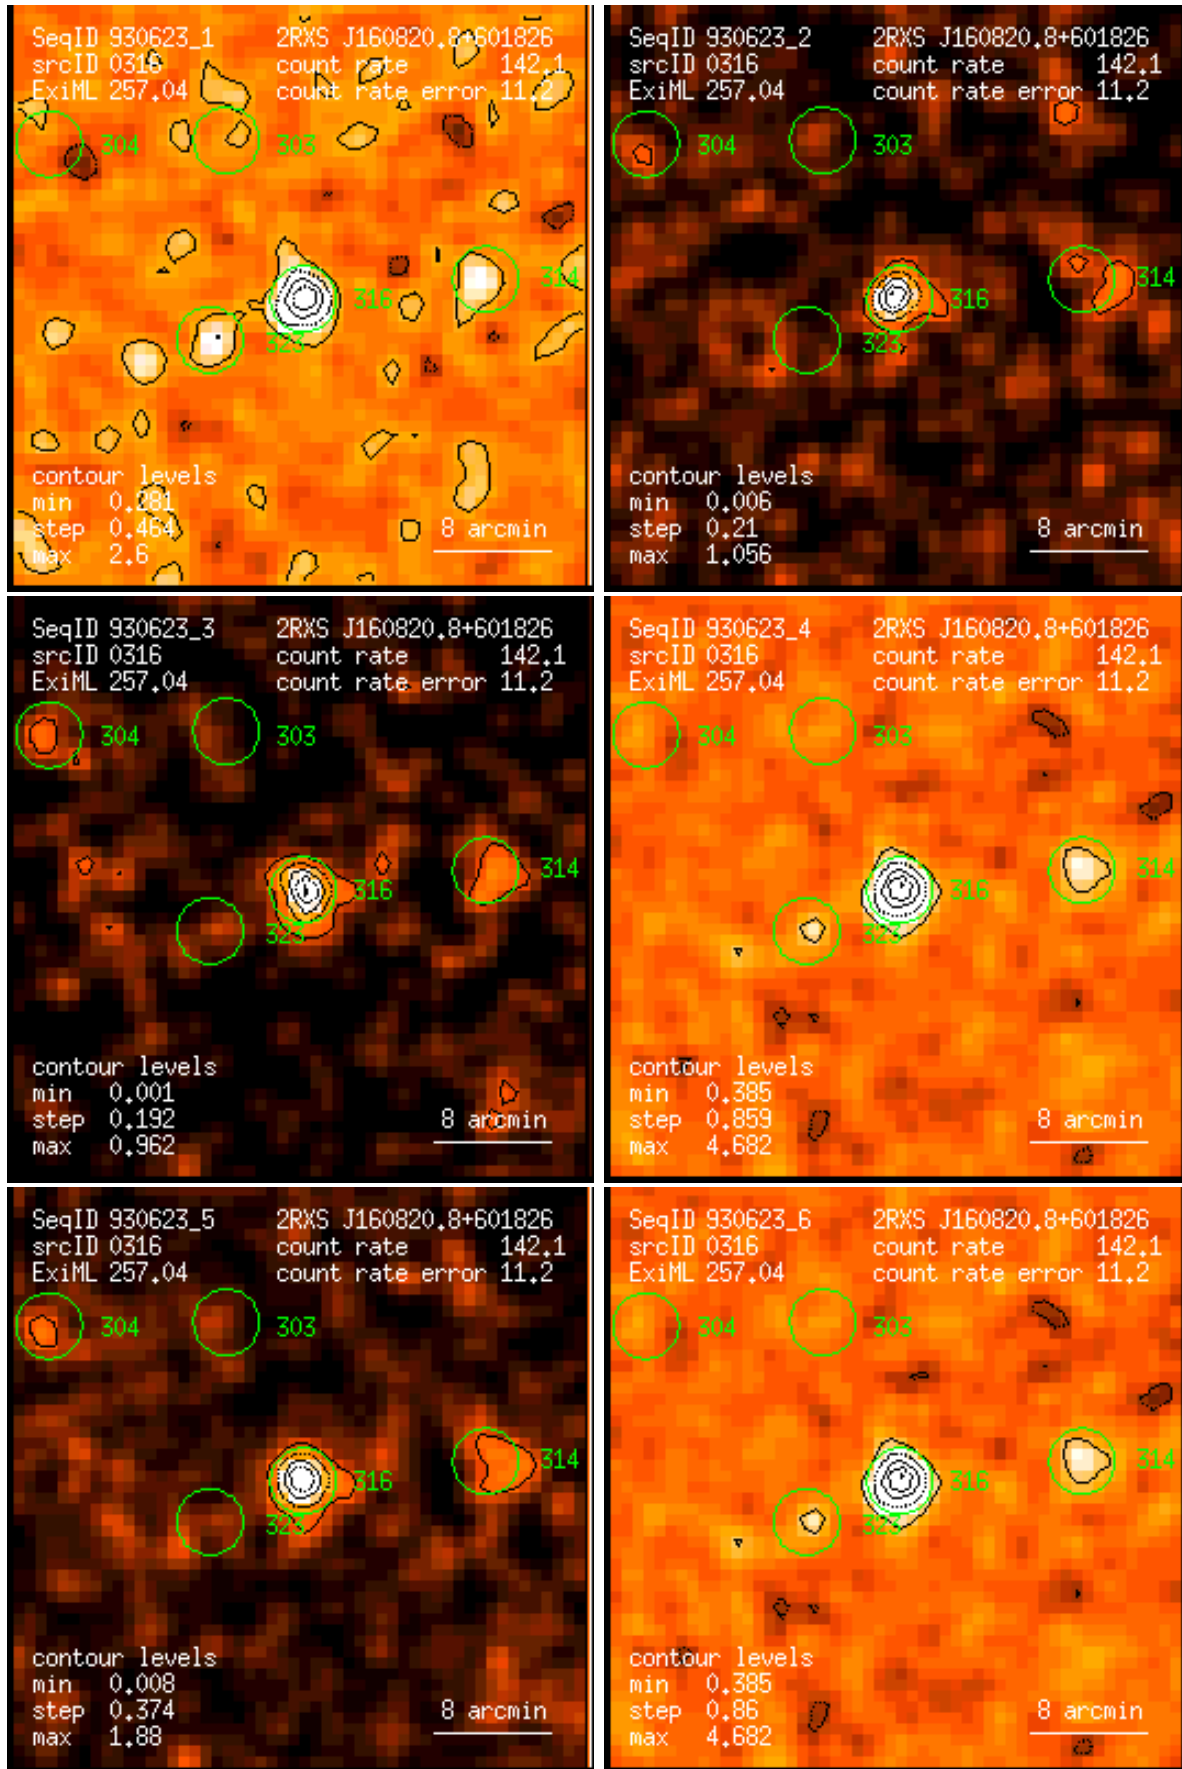 SeqID 930623_1 2RXS J160820.8+601826
srcID 0316 count rate 142.1
ExiML 257.04 count rate error 11.2
304 303
314
316
323
contour levels
min 0.281
step 0.464 8 arcmin
max 2.6
SeqID 930623_2 2RXS J160820.8+601826
srcID 0316 count rate 142.1
ExiML 257.04 count rate error 11.2
304 303
314
316
323
contour levels
min 0.006
step 0.21 8 arcmin
max 1.056
SeqID 930623_3 2RXS J160820.8+601826
srcID 0316 count rate 142.1
ExiML 257.04 count rate error 11.2
304 303
314
316
323
contour levels
min 0.001
step 0.192 8 arcmin
max 0.962
SeqID 930623_4 2RXS J160820.8+601826
srcID 0316 count rate 142.1
ExiML 257.04 count rate error 11.2
304 303
314
316
323
contour levels
min 0.385
step 0.859 8 arcmin
max 4.682
SeqID 930623_5 2RXS J160820.8+601826
srcID 0316 count rate 142.1
ExiML 257.04 count rate error 11.2
304 303
314
316
323
contour levels
min 0.008
step 0.374 8 arcmin
max 1.88
SeqID 930623_6 2RXS J160820.8+601826
srcID 0316 count rate 142.1
ExiML 257.04 count rate error 11.2
304 303
314
316
323
contour levels
min 0.385
step 0.86 8 arcmin
max 4.682